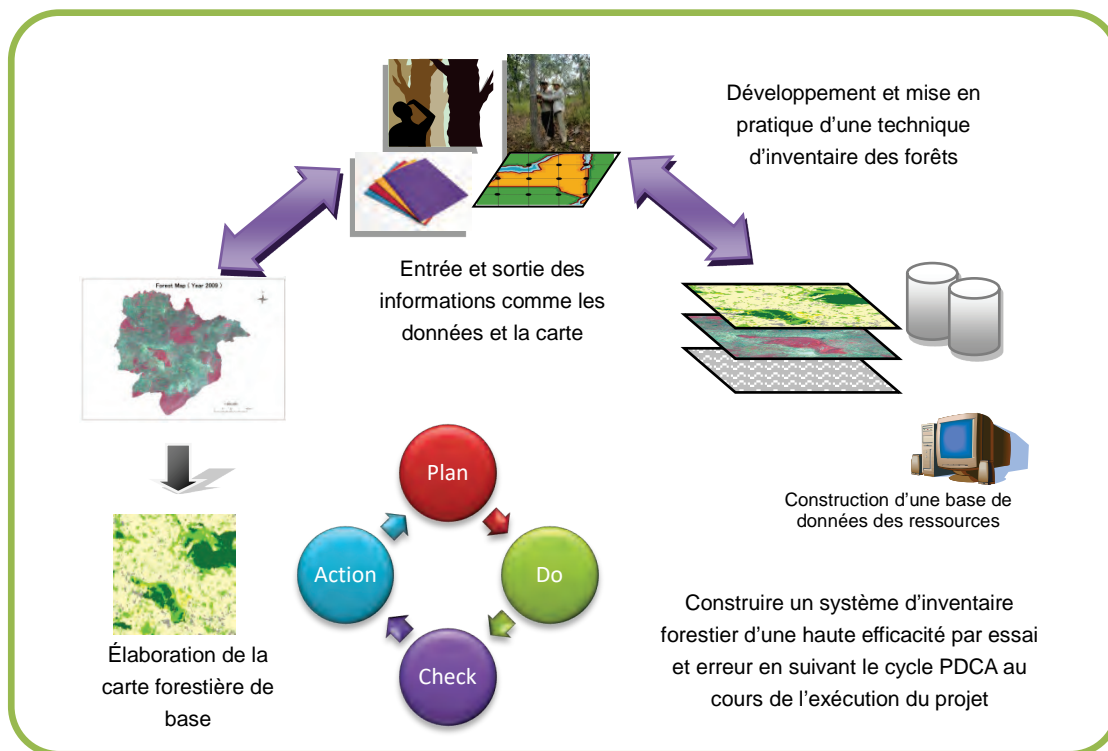 Développement et mise en
pratique d’une technique
d’inventaire des forêts
Entrée et sortie des
informations comme les
données et la carte
Forest Map ( Year 2009 )
Plan
Do
Check
Action
Construction d’une base de
données des ressources
Élaboration de la
carte forestière de
base
Construire un système d’inventaire
forestier d’une haute efficacité par essai
et erreur en suivant le cycle PDCA au
cours de l’exécution du projet